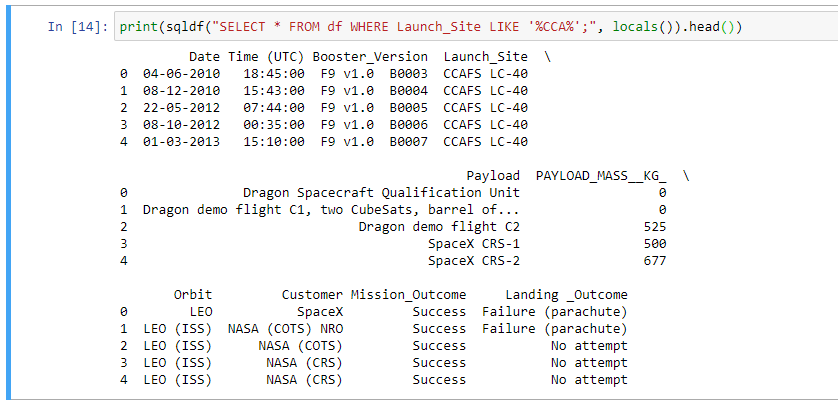 In [14]: print(sqldf("SELECT * FROM df WHERE Launch_Site LIKE '%CCA%';", locals()).head())
Date Time (UTC) Booster_Version Launch_Site \
0 04-06-2010 18:45:00 F9 v1.0 B0003 CCAFS LC-40
1 08-12-2010 15:43:00 F9 v1.0 B0004 CCAFS LC-40
2 22-05-2012 07:44:00 F9 v1.0 B0005 CCAFS LC-40
3 08-10-2012 00:35:00 F9 v1.0 B0006 CCAFS LC-40
4 01-03-2013 15:10:00 F9 v1.0 B0007 CCAFS LC-40
Payload PAYLOAD_MASS__KG_ \
0 Dragon Spacecraft Qualification Unit 0
1 Dragon demo flight C1, two CubeSats, barrel of... 0
2 Dragon demo flight C2 525
3 SpaceX CRS-1 500
4 SpaceX CRS-2 677
Orbit Customer Mission_Outcome Landing _Outcome
0 LEO SpaceX Success Failure (parachute)
1 LEO (ISS) NASA (COTS) NRO Success Failure (parachute)
2 LEO (ISS) NASA (COTS) Success No attempt
3 LEO (ISS) NASA (CRS) Success No attempt
4 LEO (ISS) NASA (CRS) Success No attempt